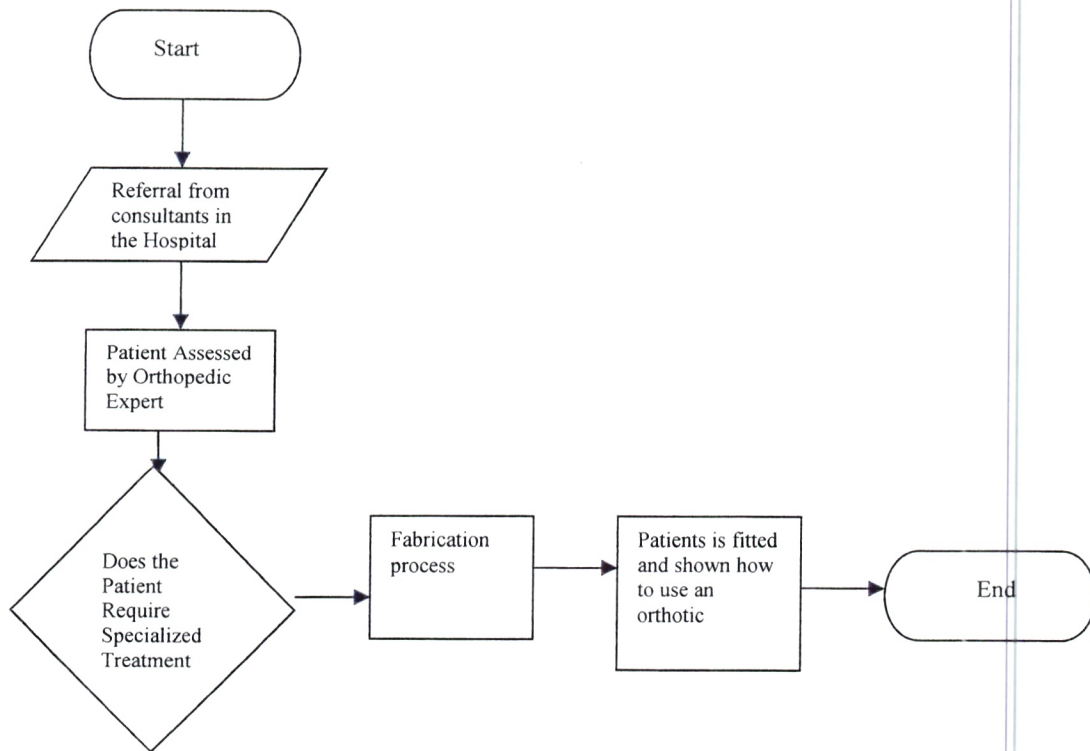 Start
Referral from
consultants in
the Hospital
Patient Assessed
by Orthopedic
Expert
Does the
Patient
Require
Specialized
Treatment
Fabrication
process
Patients is fitted
and shown how
to use an
orthotic
End